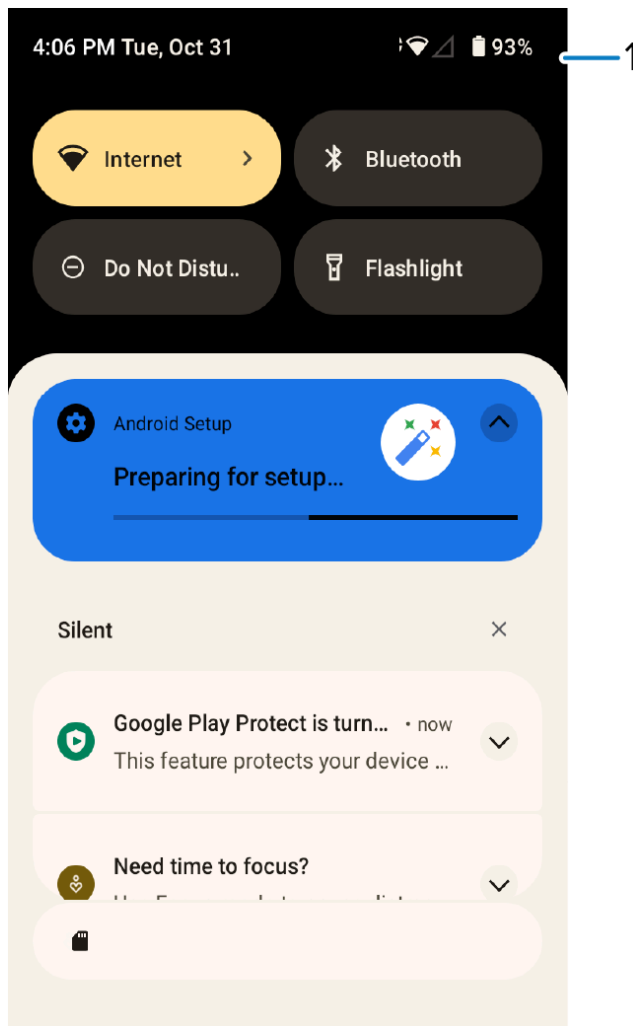 4:06 PM Tue, Oct 31 93%
1
Internet
Bluetooth
Do Not Distu..
Flashlight
Android Setup
Preparing for setup...
Silent
Google Play Protect is turn... • now
This feature protects your device ...
Need time to focus?